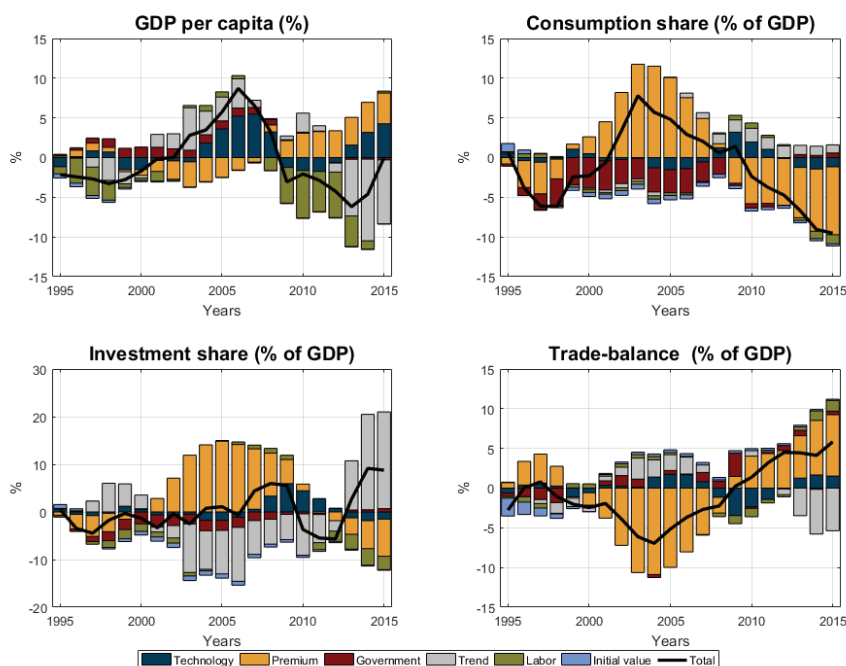 GDP per capita (%)
Consumption share (% of GDP)
15
10
5
0
-5
-10
-15
%
1995 2000 2005 2010 2015
Years
15
10
5
0
-5
-10
-15
%
1995 2000 2005 2010 2015
Years
Investment share (% of GDP)
Trade-balance (% of GDP)
30
20
10
0
-10
-20
%
1995 2000 2005 2010 2015
Years
15
10
5
0
-5
-10
-15
%
1995 2000 2005 2010 2015
Years
Technology Premium Government Trend Labor Initial value Total